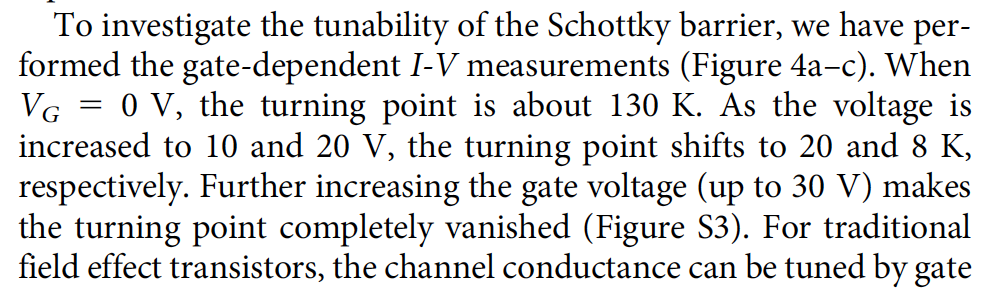 To investigate the tunability of the Schottky barrier, we have per-
formed the gate-dependent I-V measurements (Figure 4a–c). When
VG = 0 V, the turning point is about 130 K. As the voltage is
increased to 10 and 20 V, the turning point shifts to 20 and 8 K,
respectively. Further increasing the gate voltage (up to 30 V) makes
the turning point completely vanished (Figure S3). For traditional
field effect transistors, the channel conductance can be tuned by gate